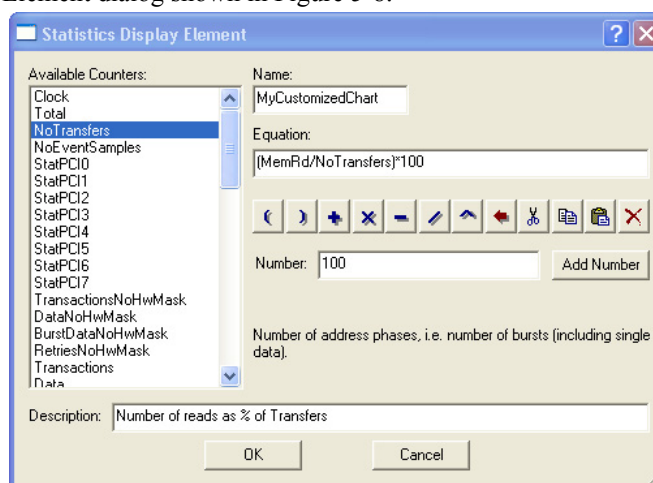 Element dialog shown in Figure
Statistics Display Element
Available Counters:
Clock
Total
NoTransfers
NoEventSamples
StatPCI0
StatPCI1
StatPCI2
StatPCI3
StatPCI4
StatPCI5
StatPCI6
StatPCI7
TransactionsNoHwMask
DataNoHwMask
BurstDataNoHwMask
RetriesNoHwMask
Transactions
Data
Name:
MyCustomizedChart
Equation:
(MemRd/NoTransfers)*100
Number: 100 Add Number
Number of address phases, i.e. number of bursts (including single
data).
Description: Number of reads as % of Transfers
OK Cancel